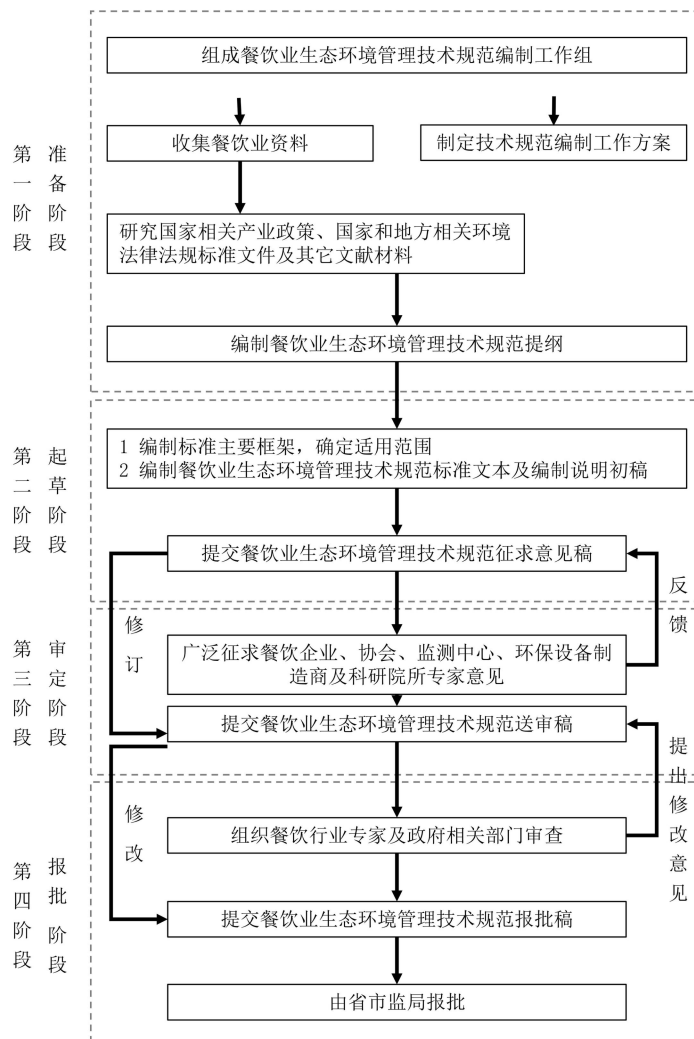 组成餐饮业生态环境管理技术规范编制工作组
收集餐饮业资料
制定技术规范编制工作方案
第一阶段
准备阶段
研究国家相关产业政策、国家和地方相关环境
法律法规标准文件及其它文献材料
编制餐饮业生态环境管理技术规范提纲
第二阶段
起草阶段
1 编制标准主要框架，确定适用范围
2 编制餐饮业生态环境管理技术规范标准文本及编制说明初稿
提交餐饮业生态环境管理技术规范征求意见稿
反馈
修订
第三阶段
审定阶段
广泛征求餐饮企业、协会、监测中心、环保设备制
造商及科研院所专家意见
提交餐饮业生态环境管理技术规范送审稿
提出修改意见
修改
第四阶段
报批阶段
组织餐饮行业专家及政府相关部门审查
提交餐饮业生态环境管理技术规范报批稿
由省市监局报批